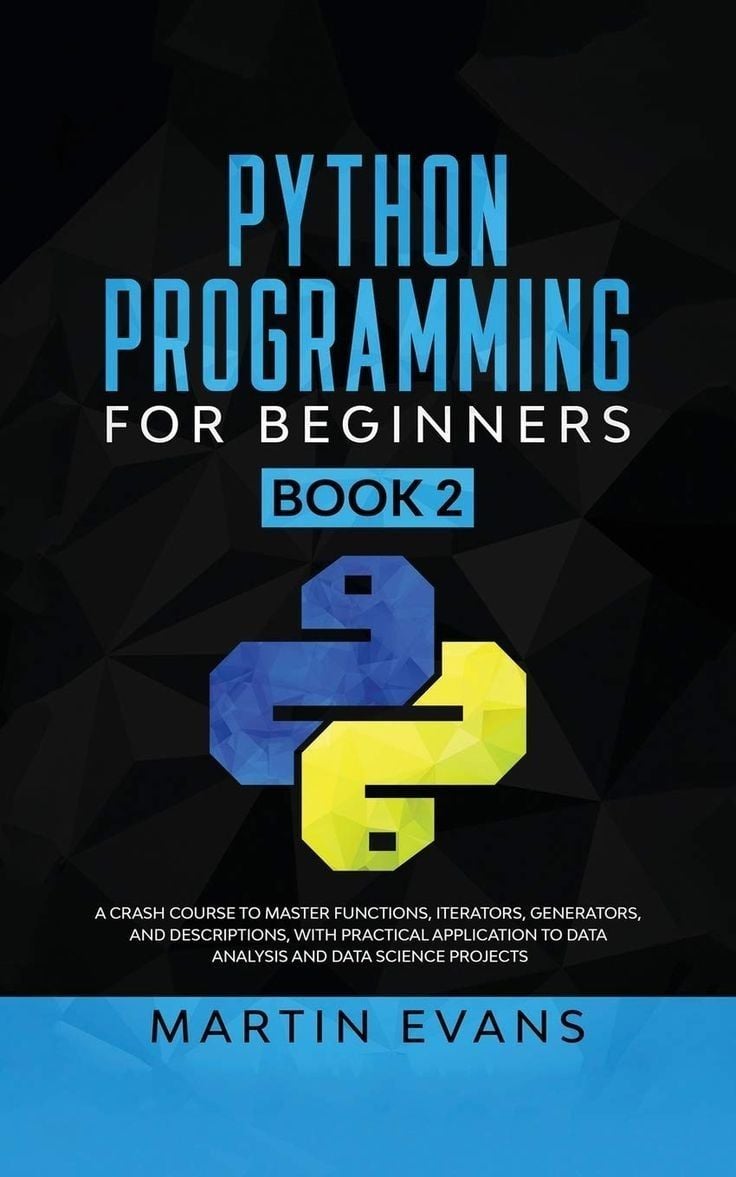 PYTHON
PROGRAMMING
FOR BEGINNERS
BOOK 2
A CRASH COURSE TO MASTER FUNCTIONS, ITERATORS, GENERATORS,
AND DESCRIPTIONS, WITH PRACTICAL APPLICATION TO DATA
ANALYSIS AND DATA SCIENCE PROJECTS
MARTIN EVANS